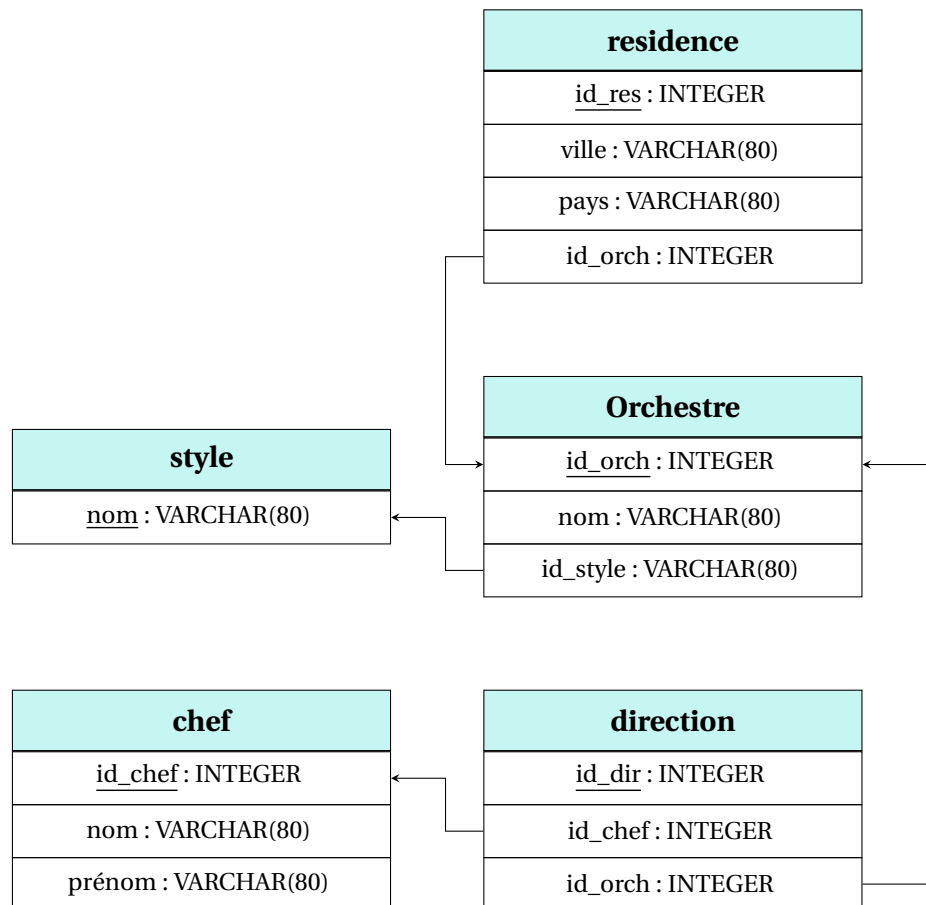 residence
id_res : INTEGER
ville : VARCHAR(80)
pays : VARCHAR(80)
id_orch : INTEGER
Orchestre
id_orch : INTEGER
nom : VARCHAR(80)
id_style : VARCHAR(80)
style
nom : VARCHAR(80)
chef
id_chef : INTEGER
nom : VARCHAR(80)
prénom : VARCHAR(80)
direction
id_dir : INTEGER
id_chef : INTEGER
id_orch : INTEGER